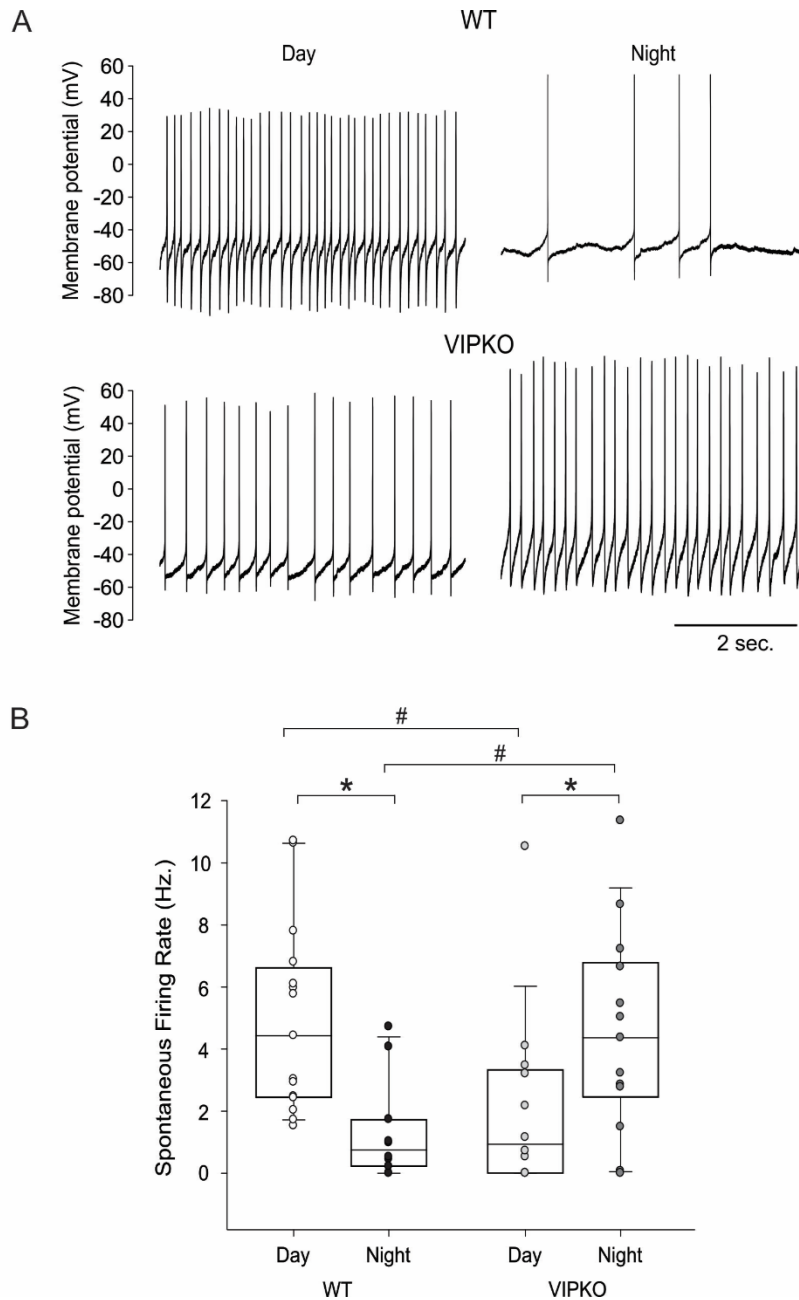 A
WT
Day
Night
Membrane potential (mV)
60
40
20
0
-20
-40
-60
-80
VIPKO
Membrane potential (mV)
60
40
20
0
-20
-40
-60
-80
2 sec.
B
#
#
*
*
Spontaneous Firing Rate (Hz.)
12
10
8
6
4
2
0
Day
Night
Day
Night
WT
VIPKO